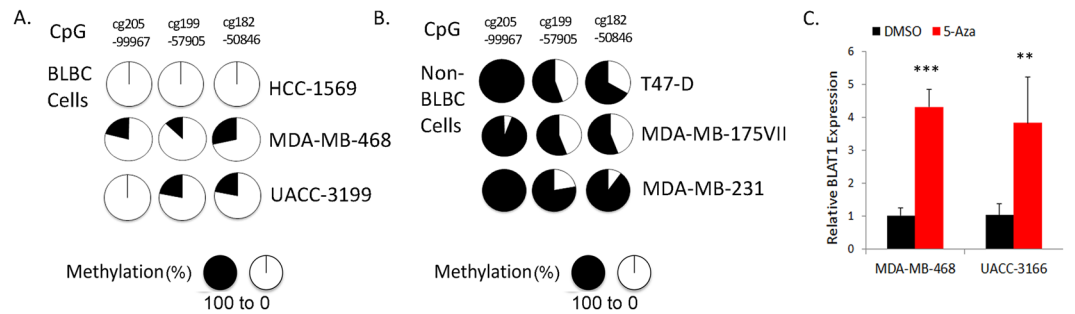 A.
CpG
cg205 -99967
cg199 -57905
cg182 -50846
BLBC Cells
HCC-1569
MDA-MB-468
UACC-3199
Methylation (%)
100 to 0
B.
CpG
cg205 -99967
cg199 -57905
cg182 -50846
Non- BLBC Cells
T47-D
MDA-MB-175VII
MDA-MB-231
Methylation (%)
100 to 0
C.
DMSO 5-Aza
Relative BLAT1 Expression
6
5
4
3
2
1
0
***
**
MDA-MB-468 UACC-3166